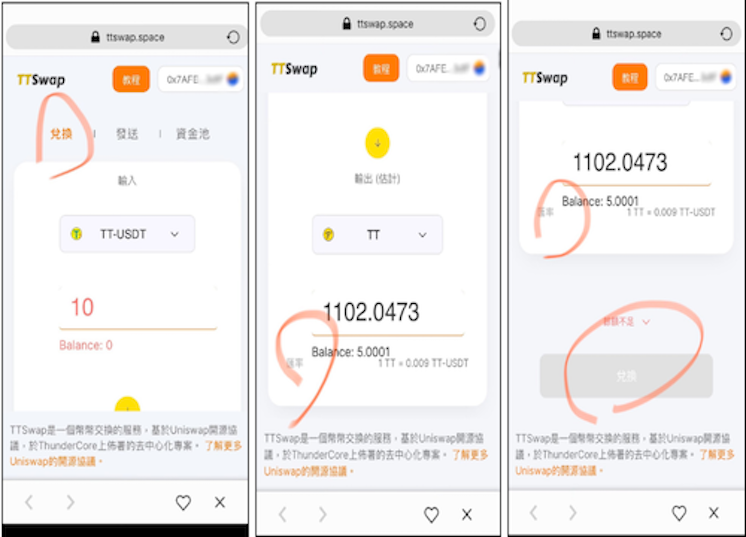 ttswap.space
TTSwap
教程
0x7AFE...
兌換
發送
資金池
輸入
TT-USDT
10
Balance: 0
TTSwap是一個幣幣交換的服務，基於Uniswap開源協
議，於ThunderCore上佈署的去中心化專案。 了解更多
Uniswap的開源協議。
ttswap.space
TTSwap
教程
0x7AFE...
輸出 (估計)
TT
1102.0473
Balance: 5.0001
匯率
1 TT = 0.009 TT-USDT
TTSwap是一個幣幣交換的服務，基於Uniswap開源協
議，於ThunderCore上佈署的去中心化專案。 了解更多
Uniswap的開源協議。
ttswap.space
TTSwap
教程
0x7AFE...
1102.0473
Balance: 5.0001
匯率
1 TT = 0.009 TT-USDT
餘額不足
兌換
TTSwap是一個幣幣交換的服務，基於Uniswap開源協
議，於ThunderCore上佈署的去中心化專案。 了解更多
Uniswap的開源協議。